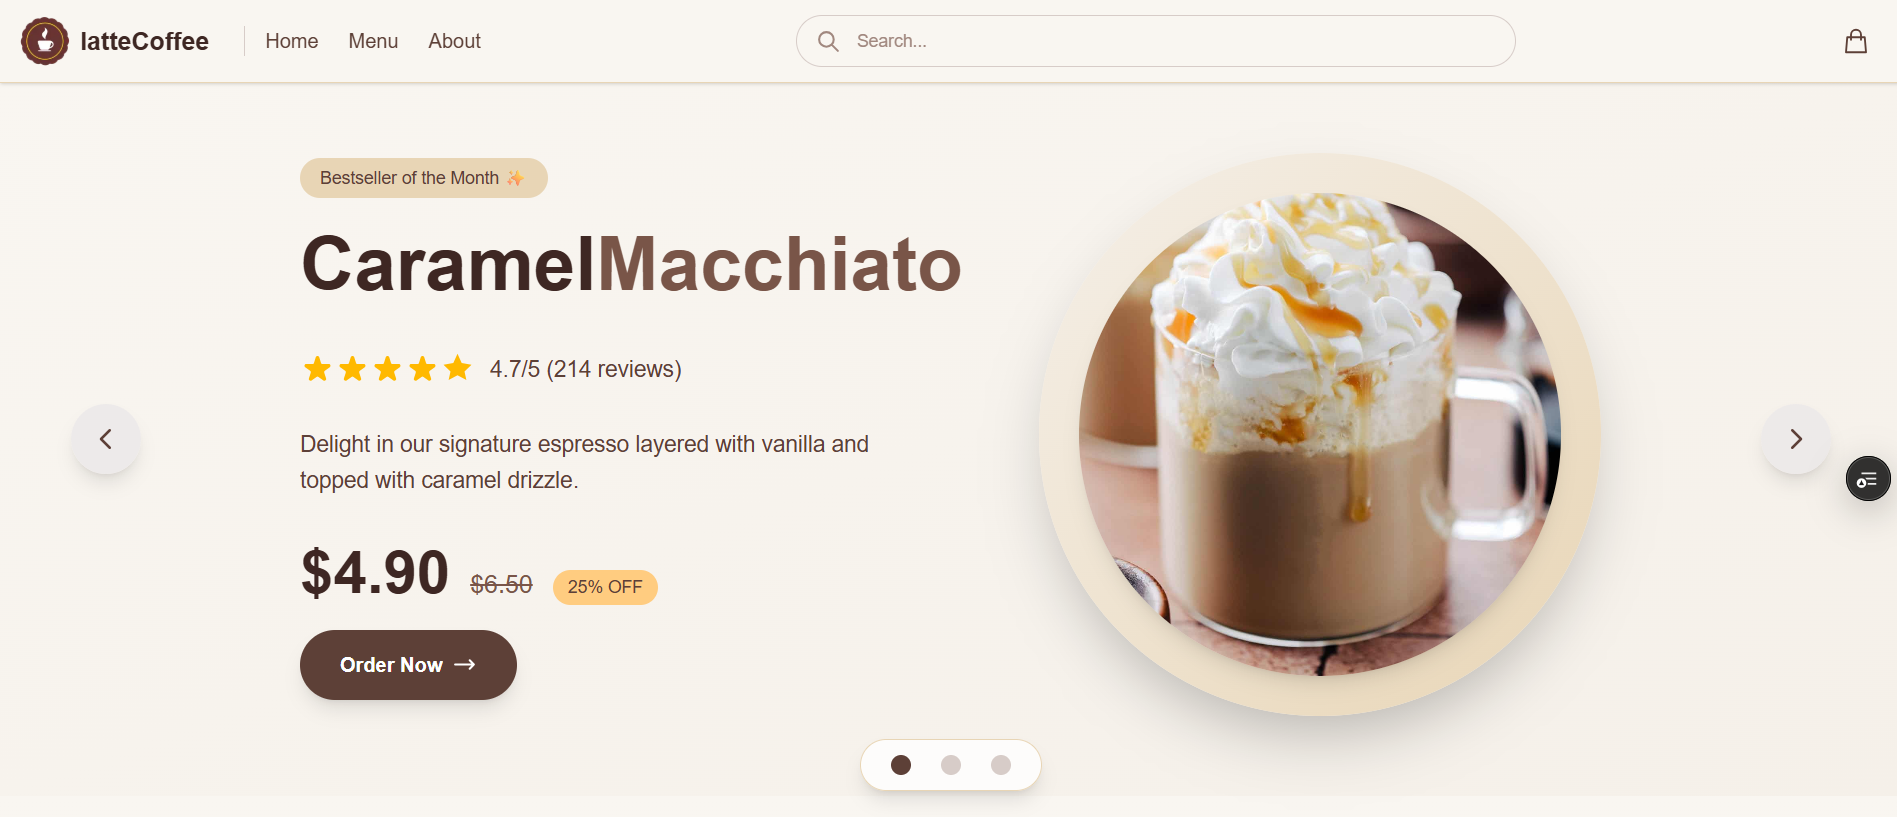 latteCoffee
Home
Menu
About
Search...
Bestseller of the Month ✨
CaramelMacchiato
4.7/5 (214 reviews)
Delight in our signature espresso layered with vanilla and
topped with caramel drizzle.
$4.90
$6.50
25% OFF
Order Now →